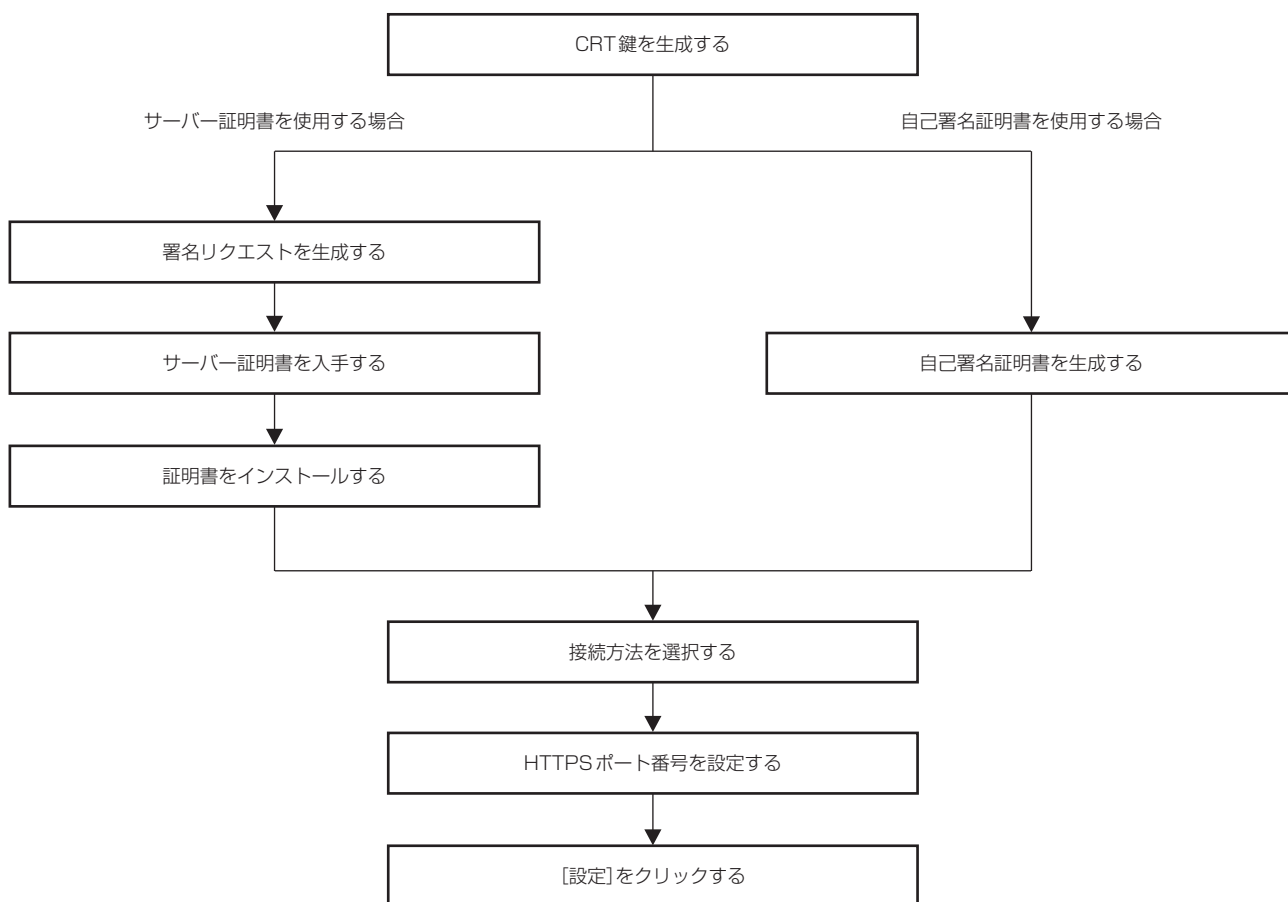 CRT鍵を生成する
サーバー証明書を使用する場合
自己署名証明書を使用する場合
署名リクエストを生成する
サーバー証明書を入手する
自己署名証明書を生成する
証明書をインストールする
接続方法を選択する
HTTPSポート番号を設定する
[設定]をクリックする